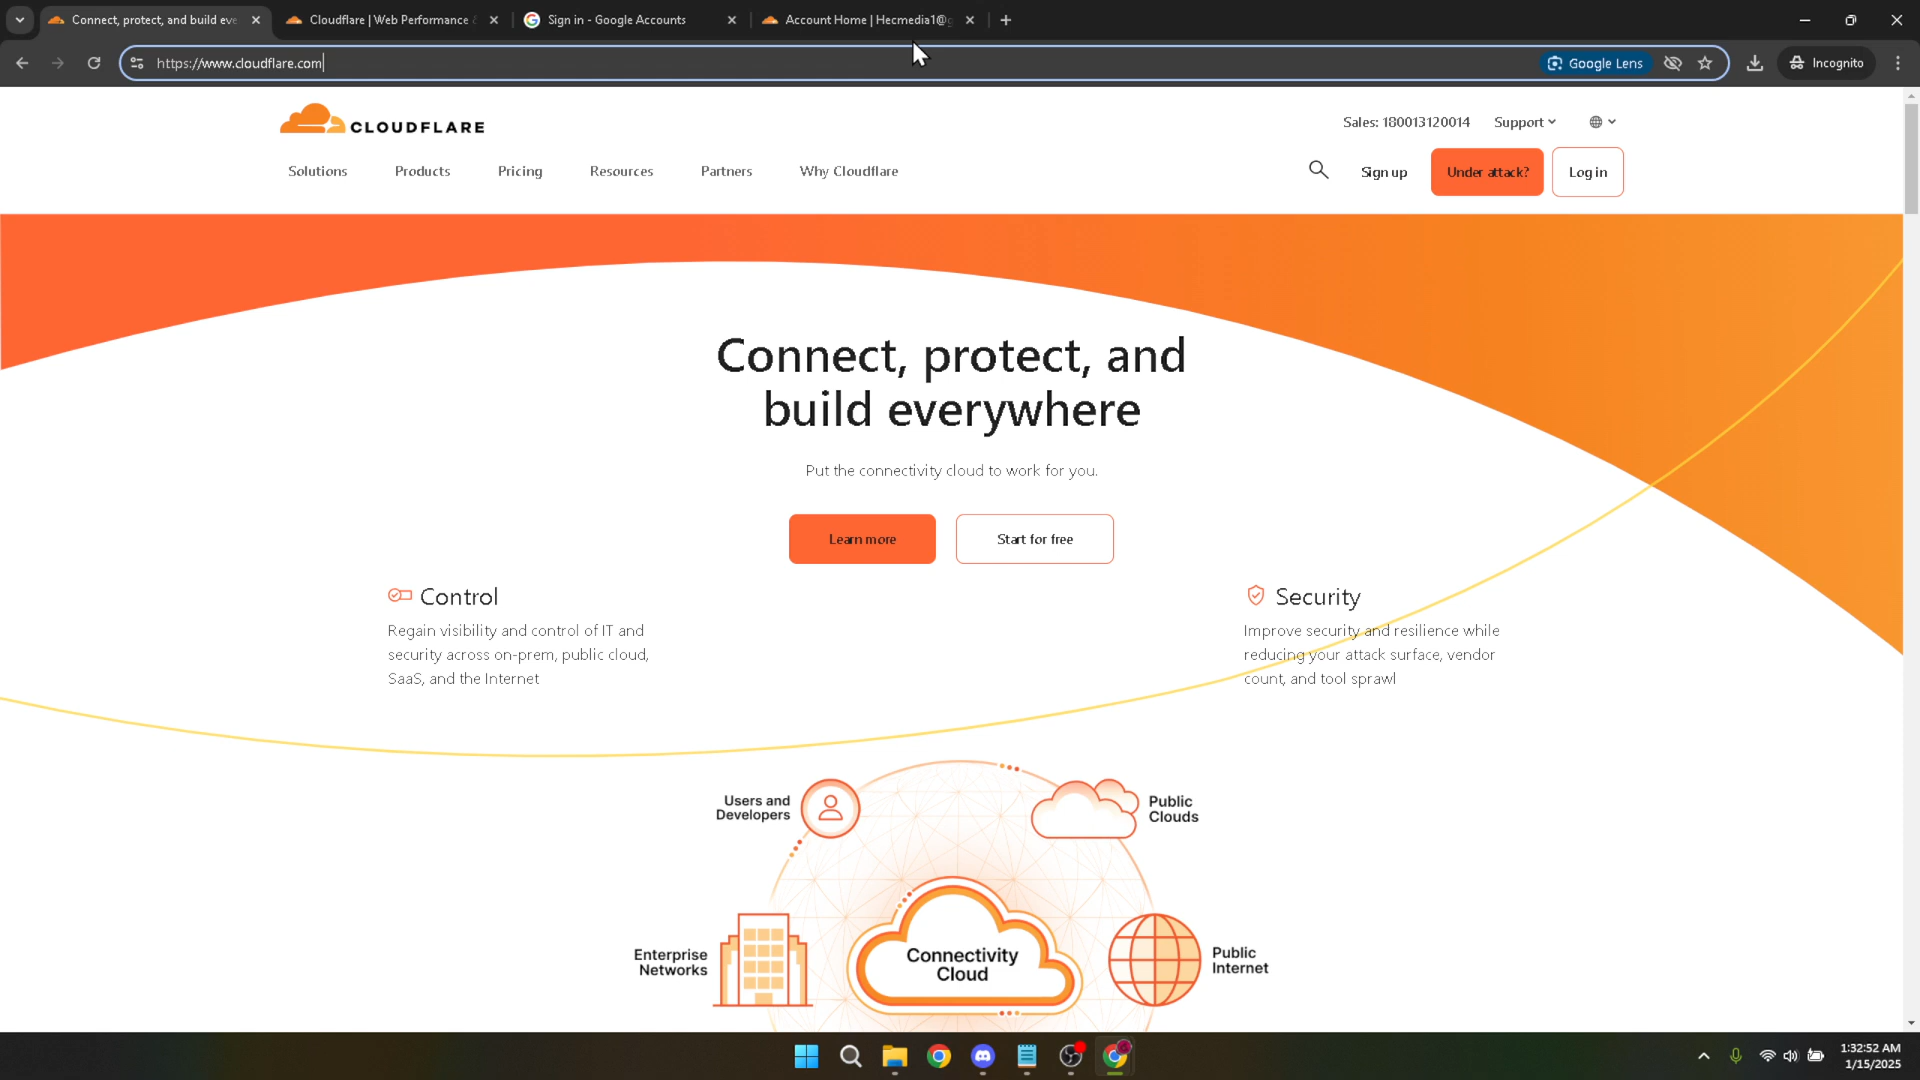 Connect, protect, and build eve
Cloudflare | Web Performance &
Sign in - Google Accounts
Account Home | Hecmedia1@g
https://www.cloudflare.com
Google Lens
Incognito
CLOUDFLARE
Sales: 180013120014
Support
Solutions
Products
Pricing
Resources
Partners
Why Cloudflare
Sign up
Under attack?
Log in
Connect, protect, and
build everywhere
Put the connectivity cloud to work for you.
Learn more
Start for free
Control
Regain visibility and control of IT and
security across on-prem, public cloud,
SaaS, and the Internet
Security
Improve security and resilience while
reducing your attack surface, vendor
count, and tool sprawl
Users and
Developers
Public
Clouds
Enterprise
Networks
Connectivity
Cloud
Public
Internet
1:32:52 AM
1/15/2025